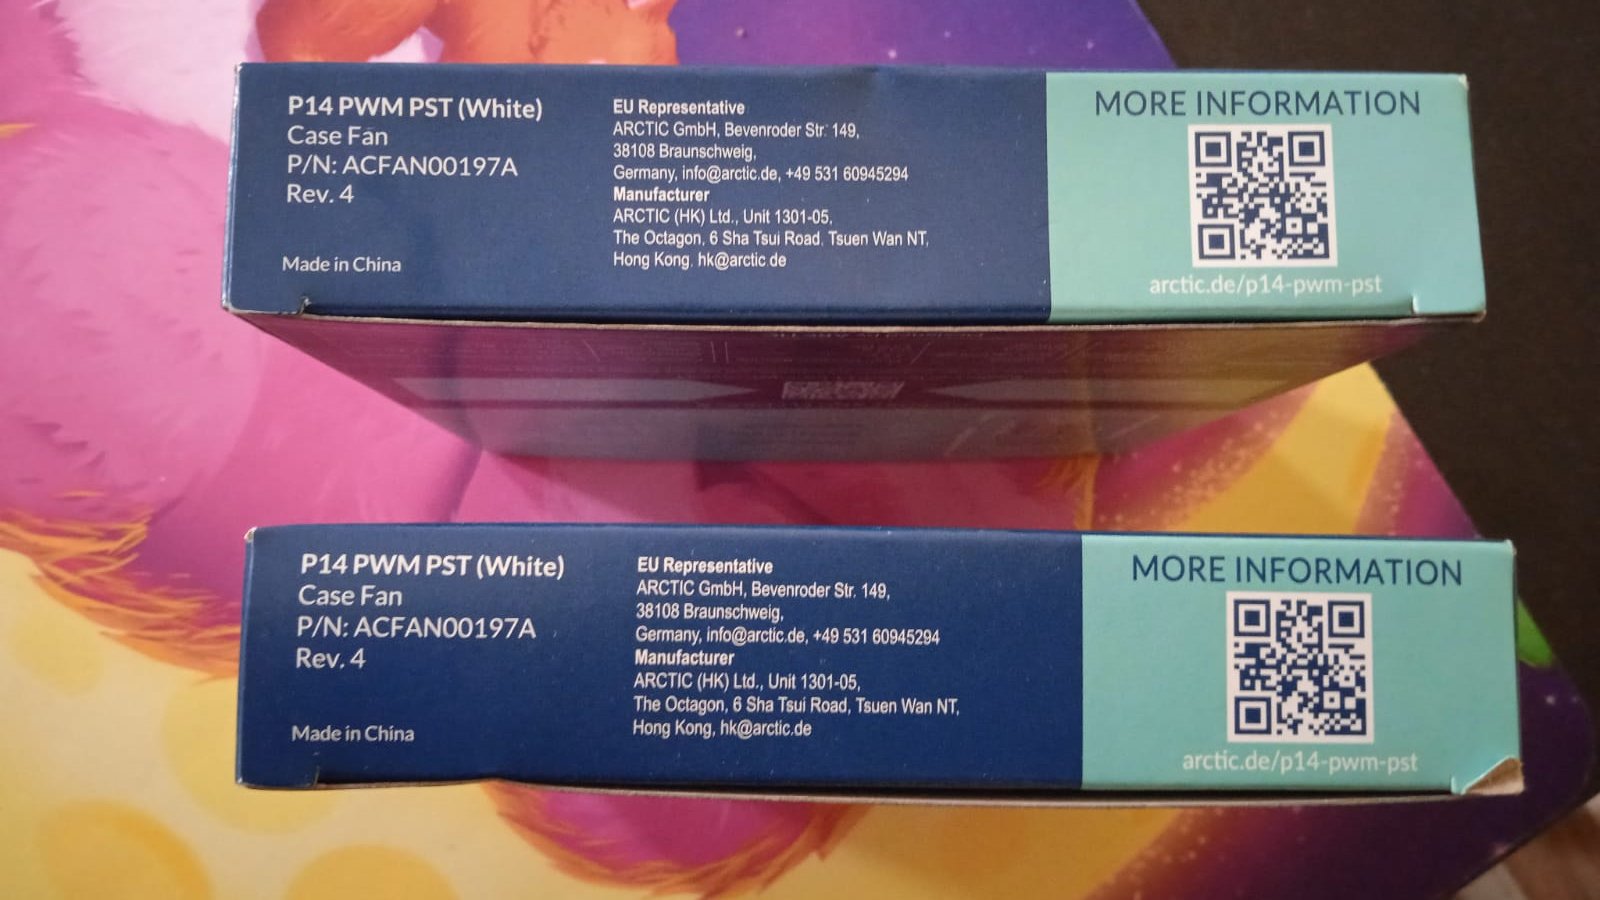 P14 PWM PST (White)
Case Fan
P/N: ACFAN00197A
Rev. 4
Made in China
EU Representative
ARCTIC GmbH, Bevenroder Str. 149,
38108 Braunschweig,
Germany, info@arctic.de, +49 531 60945294
Manufacturer
ARCTIC (HK) Ltd., Unit 1301-05,
The Octagon, 6 Sha Tsui Road, Tsuen Wan NT,
Hong Kong, hk@arctic.de
MORE INFORMATION
arctic.de/p14-pwm-pst
P14 PWM PST (White)
Case Fan
P/N: ACFAN00197A
Rev. 4
Made in China
EU Representative
ARCTIC GmbH, Bevenroder Str. 149,
38108 Braunschweig,
Germany, info@arctic.de, +49 531 60945294
Manufacturer
ARCTIC (HK) Ltd., Unit 1301-05,
The Octagon, 6 Sha Tsui Road, Tsuen Wan NT,
Hong Kong, hk@arctic.de
MORE INFORMATION
arctic.de/p14-pwm-pst